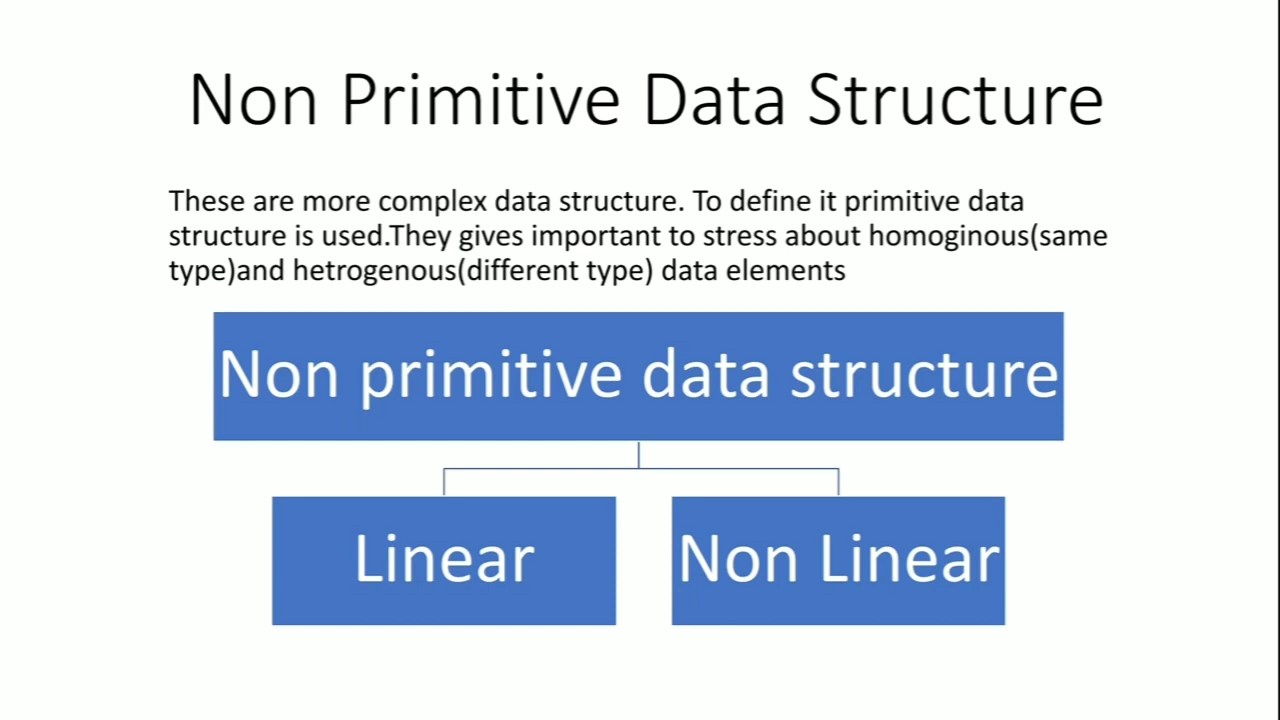 Non Primitive Data Structure
These are more complex data structure. To define it primitive data
structure is used.They gives important to stress about homoginous(same
type)and hetrogenous(different type) data elements
Non primitive data structure
Linear
Non Linear